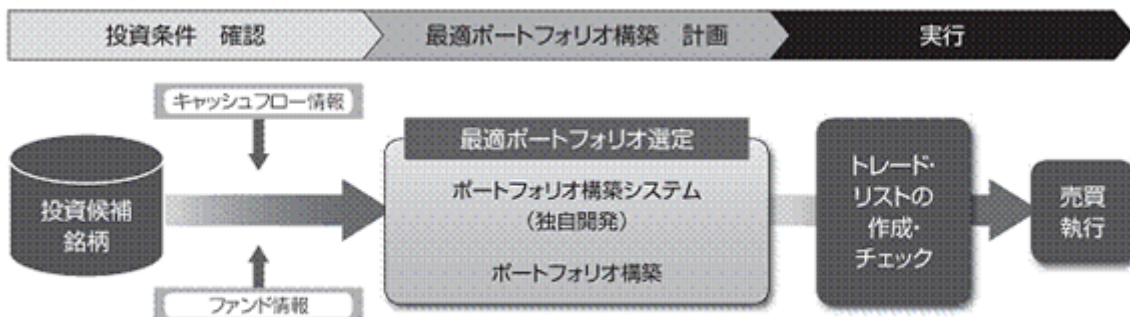 投資条件　確認
最適ポートフォリオ構築　計画
実行
キャッシュフロー情報
投資候補
銘柄
ファンド情報
最適ポートフォリオ選定
ポートフォリオ構築システム
（独自開発）
ポートフォリオ構築
トレード・
リストの
作成・
チェック
売買
執行